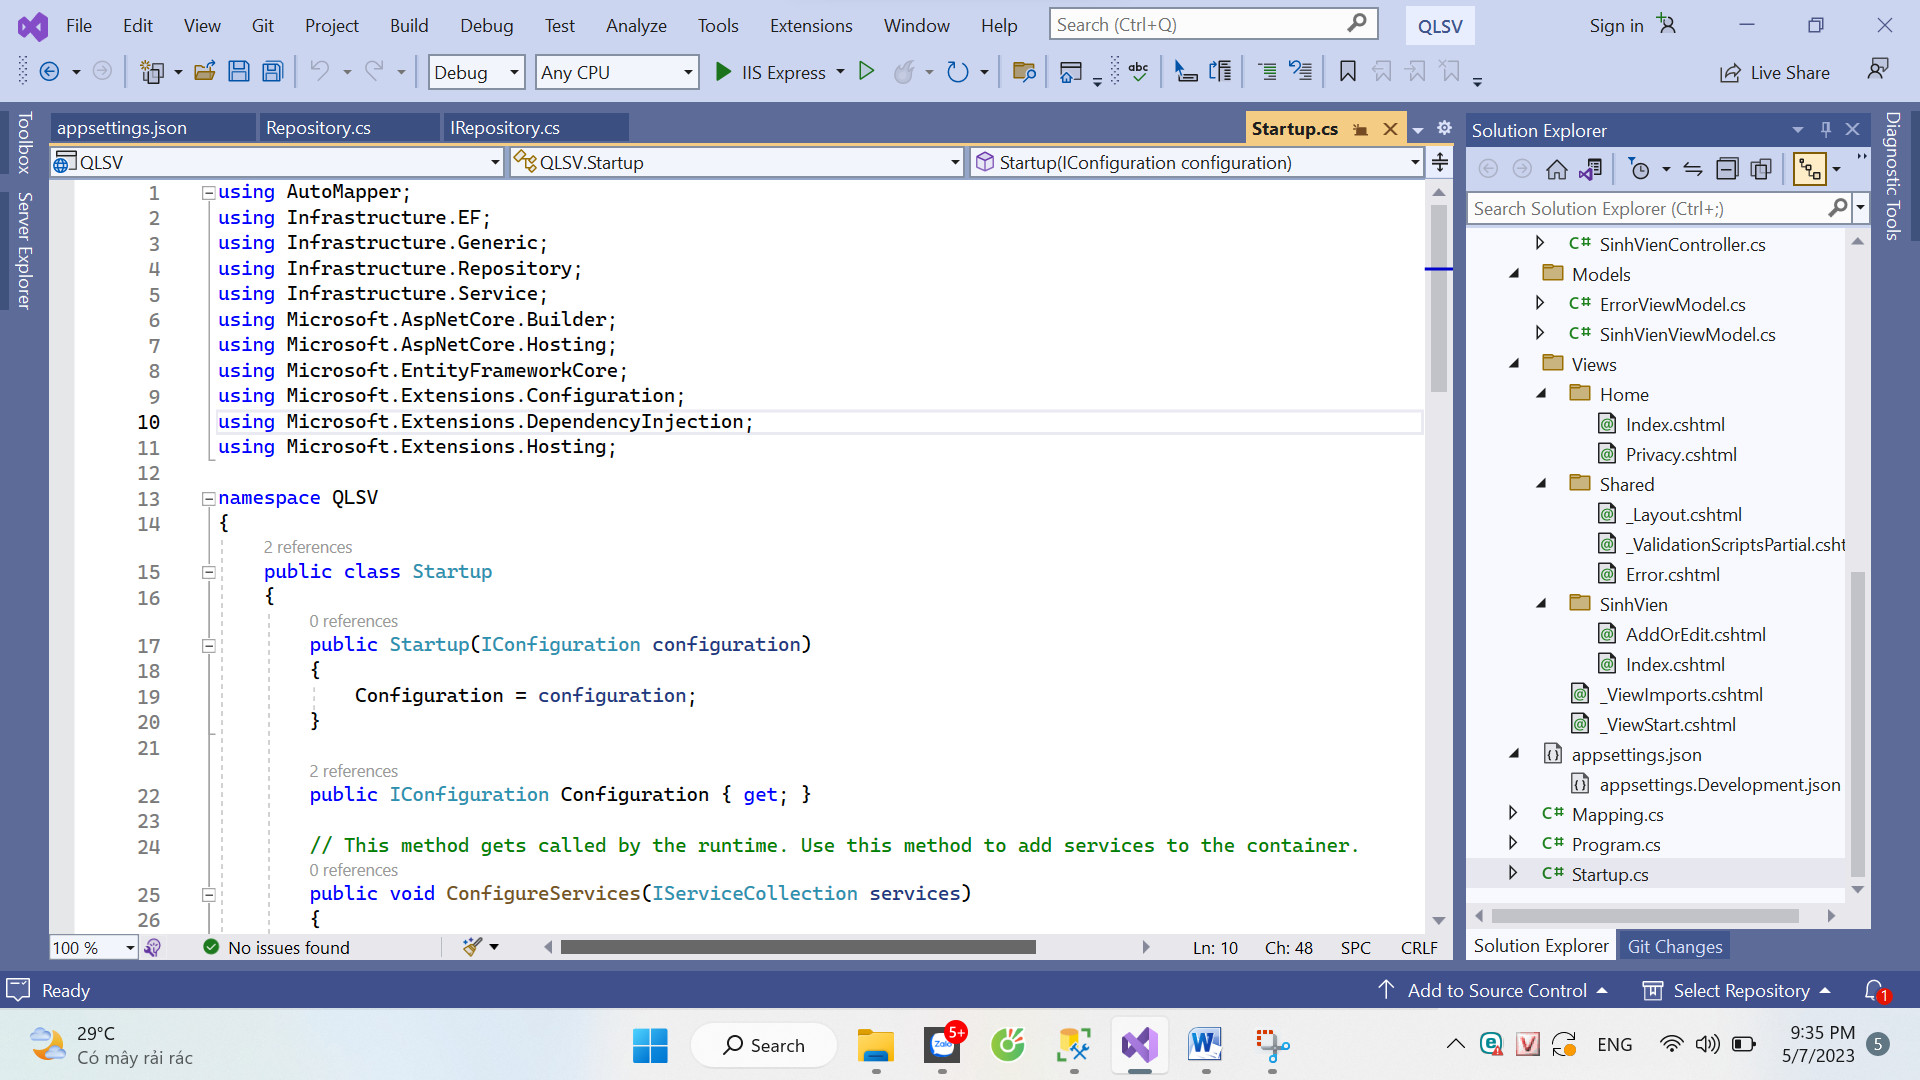 File Edit View Git Project Build Debug Test Analyze Tools Extensions Window Help Search (Ctrl+Q) QLSV Sign in
Debug Any CPU IIS Express abc Live Share
Toolbox
Server Explorer
appsettings.json Repository.cs IRepository.cs Startup.cs
QLSV QLSV.Startup Startup(IConfiguration configuration)
1 using AutoMapper;
2 using Infrastructure.EF;
3 using Infrastructure.Generic;
4 using Infrastructure.Repository;
5 using Infrastructure.Service;
6 using Microsoft.AspNetCore.Builder;
7 using Microsoft.AspNetCore.Hosting;
8 using Microsoft.EntityFrameworkCore;
9 using Microsoft.Extensions.Configuration;
10 using Microsoft.Extensions.DependencyInjection;
11 using Microsoft.Extensions.Hosting;
12
13 namespace QLSV
14 {
2 references
15 public class Startup
16 {
0 references
17 public Startup(IConfiguration configuration)
18 {
19 Configuration = configuration;
20 }
21
2 references
22 public IConfiguration Configuration { get; }
23
24 // This method gets called by the runtime. Use this method to add services to the container.
0 references
25 public void ConfigureServices(IServiceCollection services)
26 {
100 % No issues found Ln: 10 Ch: 48 SPC CRLF
Solution Explorer
Search Solution Explorer (Ctrl+;)
C# SinhVienController.cs
Models
C# ErrorViewModel.cs
C# SinhVienViewModel.cs
Views
Home
Index.cshtml
Privacy.cshtml
Shared
_Layout.cshtml
_ValidationScriptsPartial.csht
Error.cshtml
SinhVien
AddOrEdit.cshtml
Index.cshtml
_ViewImports.cshtml
_ViewStart.cshtml
appsettings.json
appsettings.Development.json
C# Mapping.cs
C# Program.cs
C# Startup.cs
Solution Explorer Git Changes
Diagnostic Tools
Ready Add to Source Control Select Repository 1
29°C
Có mây rải rác
Search
Zalo 5+
ENG
9:35 PM
5/7/2023
5